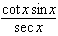 cot x sin x
sec x